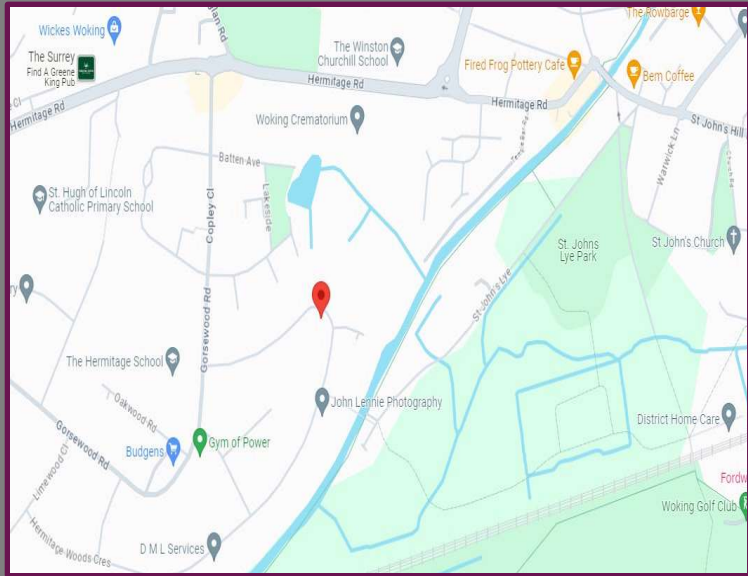 Wickes Woking
The Surrey
Find A Greene
King Pub
The Winston
Churchill School
The Rowbarge
Fired Frog Pottery Cafe
Bem Coffee
Hermitage Rd
Hermitage Rd
Hermitage Rd
St John's Hill
Woking Crematorium
Batten Ave
Lakeside
Copley Cl
Warwick Ln
St. Hugh of Lincoln
Catholic Primary School
St. Johns
Lye Park
St John's Church
St John's Lye
Gorsewood Rd
The Hermitage School
Oakwood Rd
John Lennie Photography
District Home Care
Gorsewood Rd
Budgens
Gym of Power
Limewood Cl
Woking Golf Club
Hermitage Woods Cres
D M L Services